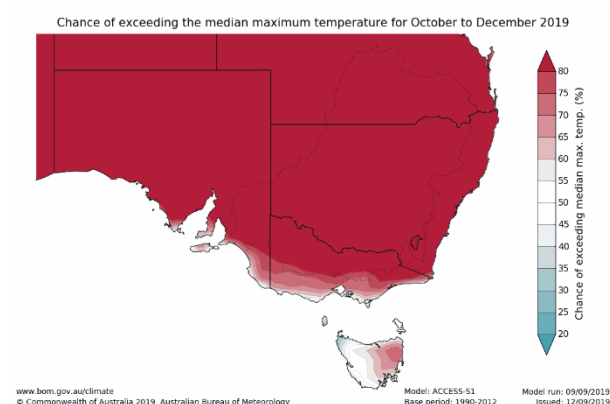 Chance of exceeding the median maximum temperature for October to December 2019
80
75
70
65
60
55
50
45
40
35
30
25
20
Chance of exceeding median max. temp. (%)
www.bom.gov.au/climate
© Commonwealth of Australia 2019, Australian Bureau of Meteorology
Model: ACCESS-S1
Base period: 1990-2012
Model run: 09/09/2019
Issued: 12/09/2019